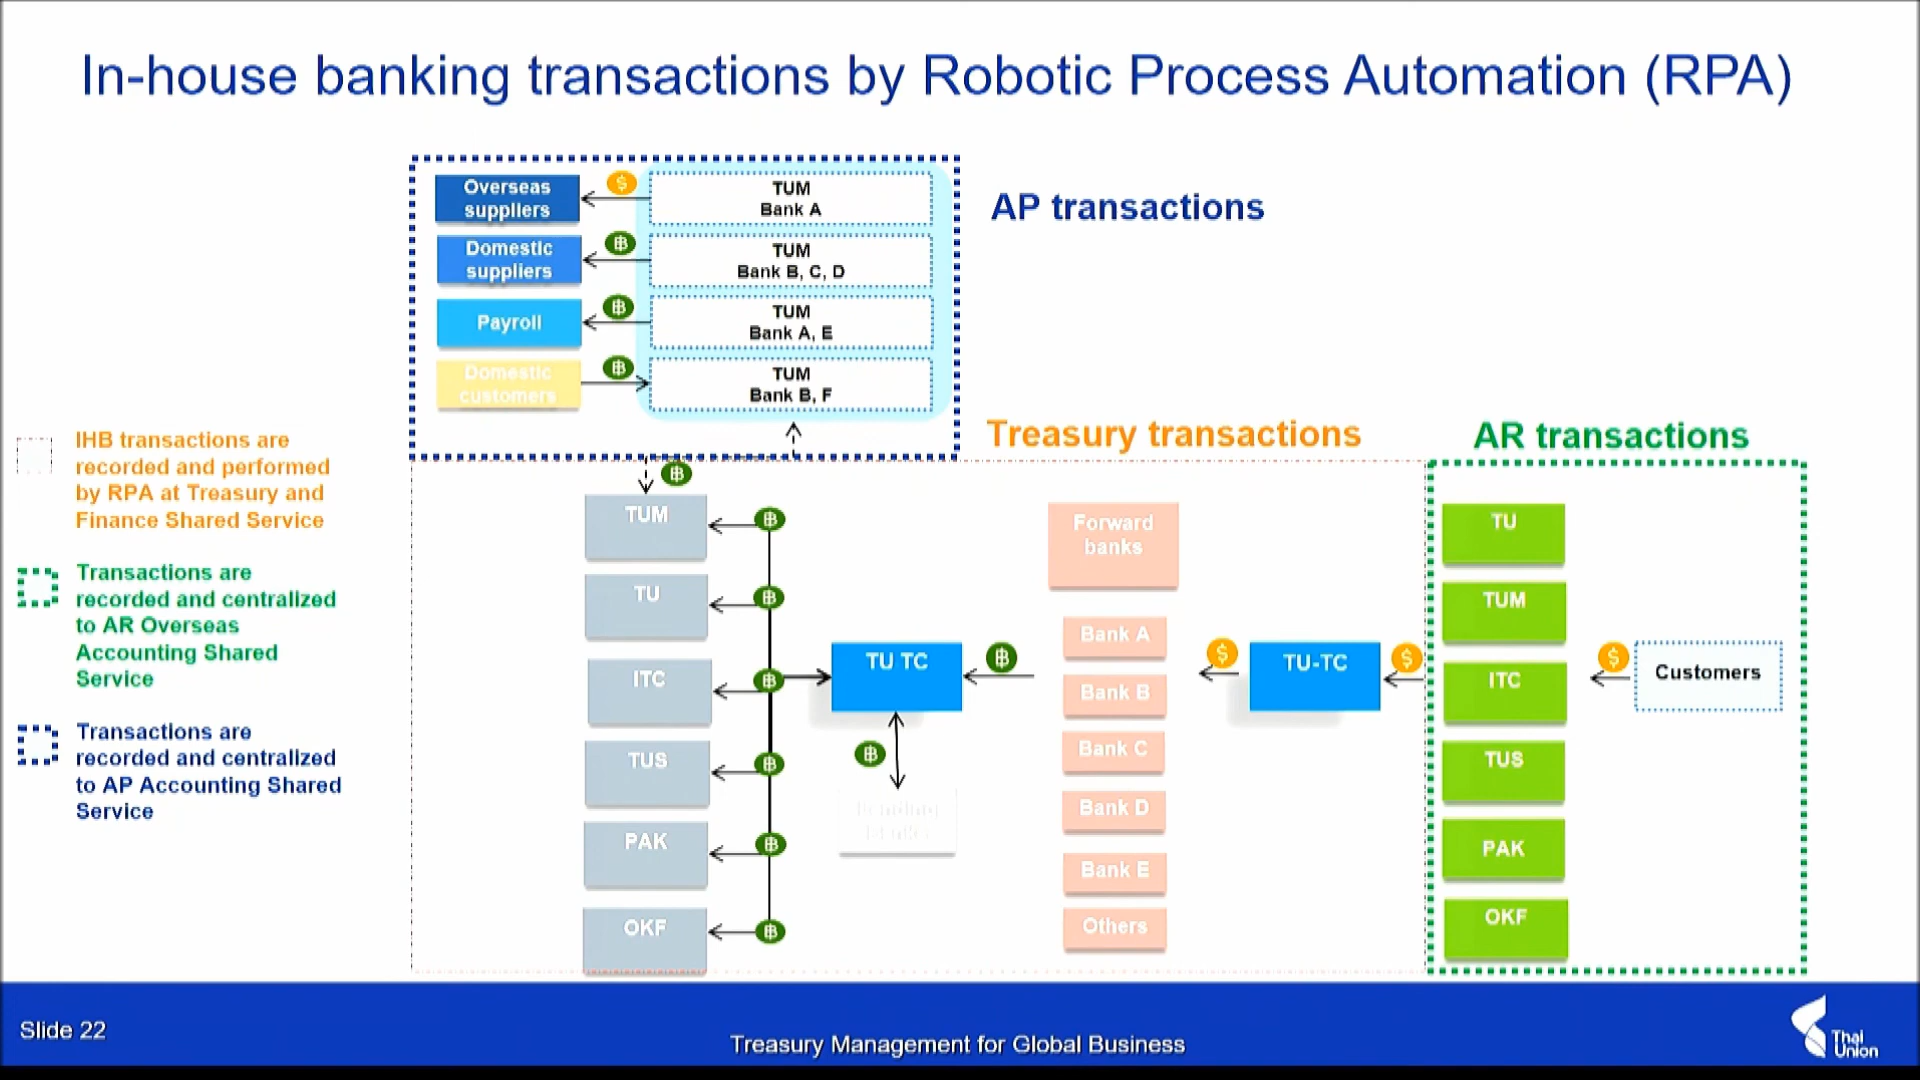 In-house banking transactions by Robotic Process Automation (RPA)
Overseas
suppliers
$
TUM
Bank A
AP transactions
Domestic
suppliers
฿
TUM
Bank B, C, D
Payroll
฿
TUM
Bank A, E
Domestic
customers
฿
TUM
Bank B, F
IHB transactions are
recorded and performed
by RPA at Treasury and
Finance Shared Service
Transactions are
recorded and centralized
to AR Overseas
Accounting Shared
Service
Transactions are
recorded and centralized
to AP Accounting Shared
Service
Treasury transactions
฿
TUM
฿
TU
฿
ITC
฿
TUS
฿
PAK
฿
OKF
฿
TU TC
฿
฿
Forward
banks
Bank A
Bank B
Bank C
Bank D
Bank E
Others
$
TU-TC
$
AR transactions
TU
TUM
ITC
TUS
PAK
OKF
$
Customers
Slide 22
Treasury Management for Global Business
Thai
Union